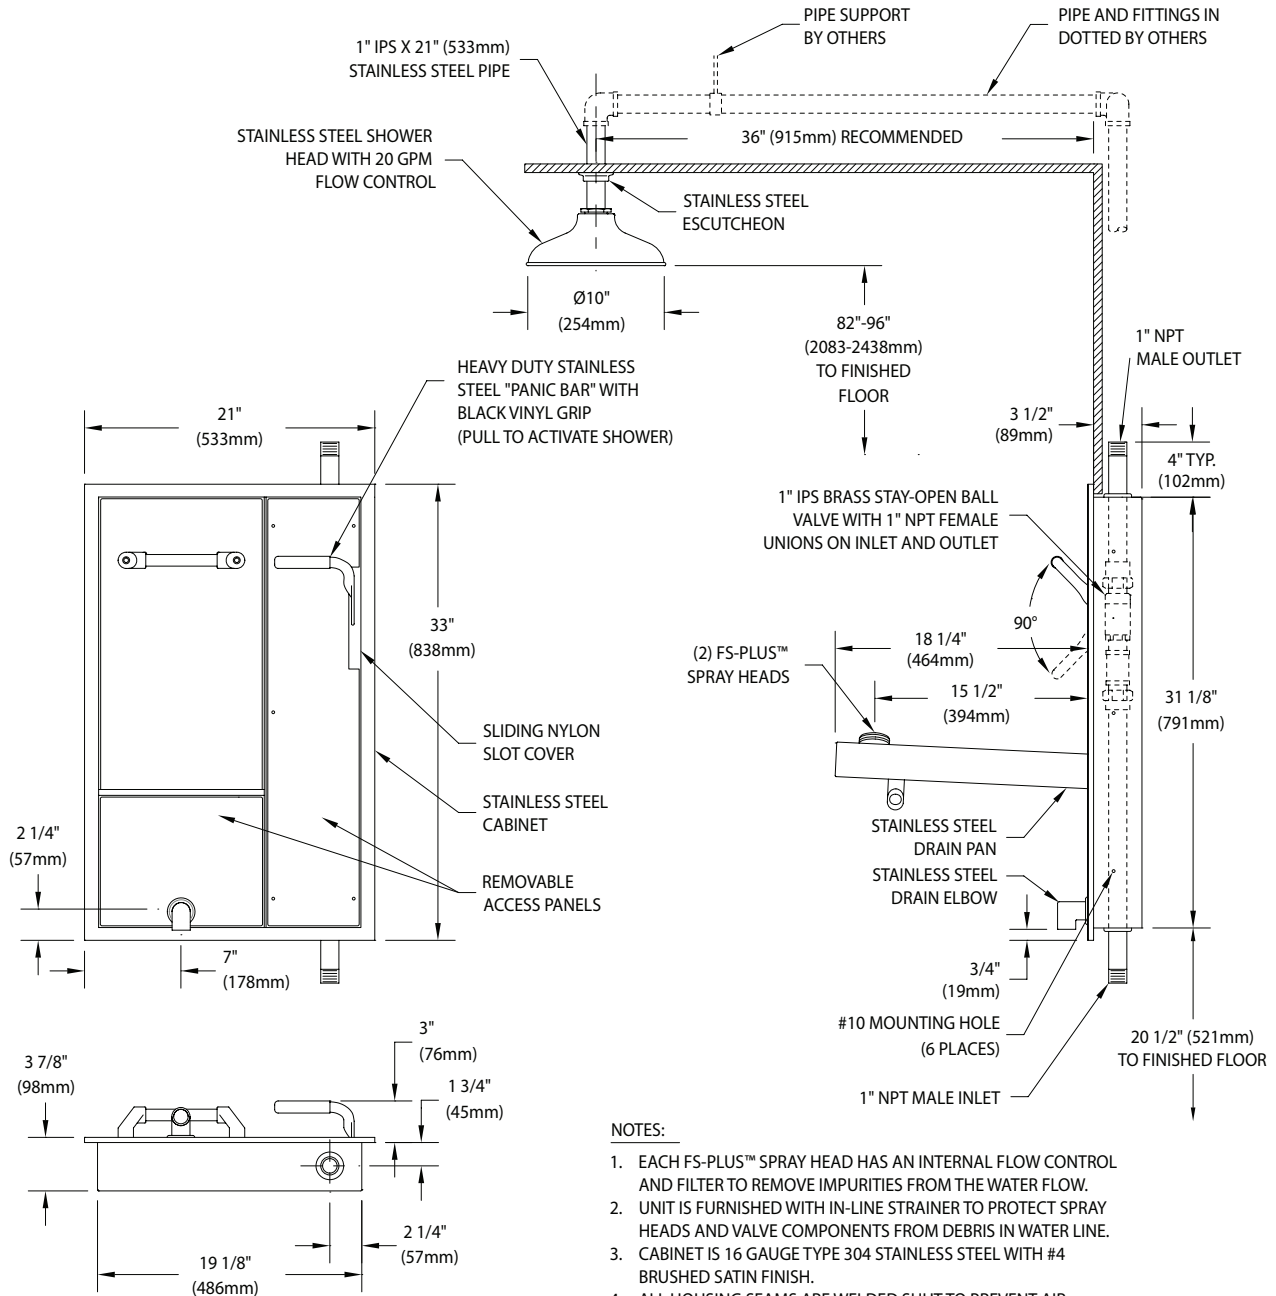 PIPE SUPPORT
BY OTHERS
PIPE AND FITTINGS IN
DOTTED BY OTHERS
1" IPS X 21" (533mm)
STAINLESS STEEL PIPE
36" (915mm) RECOMMENDED
STAINLESS STEEL SHOWER
HEAD WITH 20 GPM
FLOW CONTROL
STAINLESS STEEL
ESCUTCHEON
Ø10"
(254mm)
82"-96"
(2083-2438mm)
TO FINISHED
FLOOR
1" NPT
MALE OUTLET
HEAVY DUTY STAINLESS
STEEL "PANIC BAR" WITH
BLACK VINYL GRIP
(PULL TO ACTIVATE SHOWER)
21"
(533mm)
3 1/2"
(89mm)
4" TYP.
(102mm)
1" IPS BRASS STAY-OPEN BALL
VALVE WITH 1" NPT FEMALE
UNIONS ON INLET AND OUTLET
33"
(838mm)
90°
18 1/4"
(464mm)
(2) FS-PLUS™
SPRAY HEADS
15 1/2"
(394mm)
31 1/8"
(791mm)
SLIDING NYLON
SLOT COVER
STAINLESS STEEL
CABINET
2 1/4"
(57mm)
STAINLESS STEEL
DRAIN PAN
STAINLESS STEEL
DRAIN ELBOW
REMOVABLE
ACCESS PANELS
7"
(178mm)
3/4"
(19mm)
#10 MOUNTING HOLE
(6 PLACES)
20 1/2" (521mm)
TO FINISHED FLOOR
1" NPT MALE INLET
3"
(76mm)
3 7/8"
(98mm)
1 3/4"
(45mm)
2 1/4"
(57mm)
19 1/8"
(486mm)
NOTES:
1. EACH FS-PLUS™ SPRAY HEAD HAS AN INTERNAL FLOW CONTROL
AND FILTER TO REMOVE IMPURITIES FROM THE WATER FLOW.
2. UNIT IS FURNISHED WITH IN-LINE STRAINER TO PROTECT SPRAY
HEADS AND VALVE COMPONENTS FROM DEBRIS IN WATER LINE.
3. CABINET IS 16 GAUGE TYPE 304 STAINLESS STEEL WITH #4
BRUSHED SATIN FINISH.
4. ALL HOUSING SEAMS ARE WELDED SHUT TO PREVENT AIR